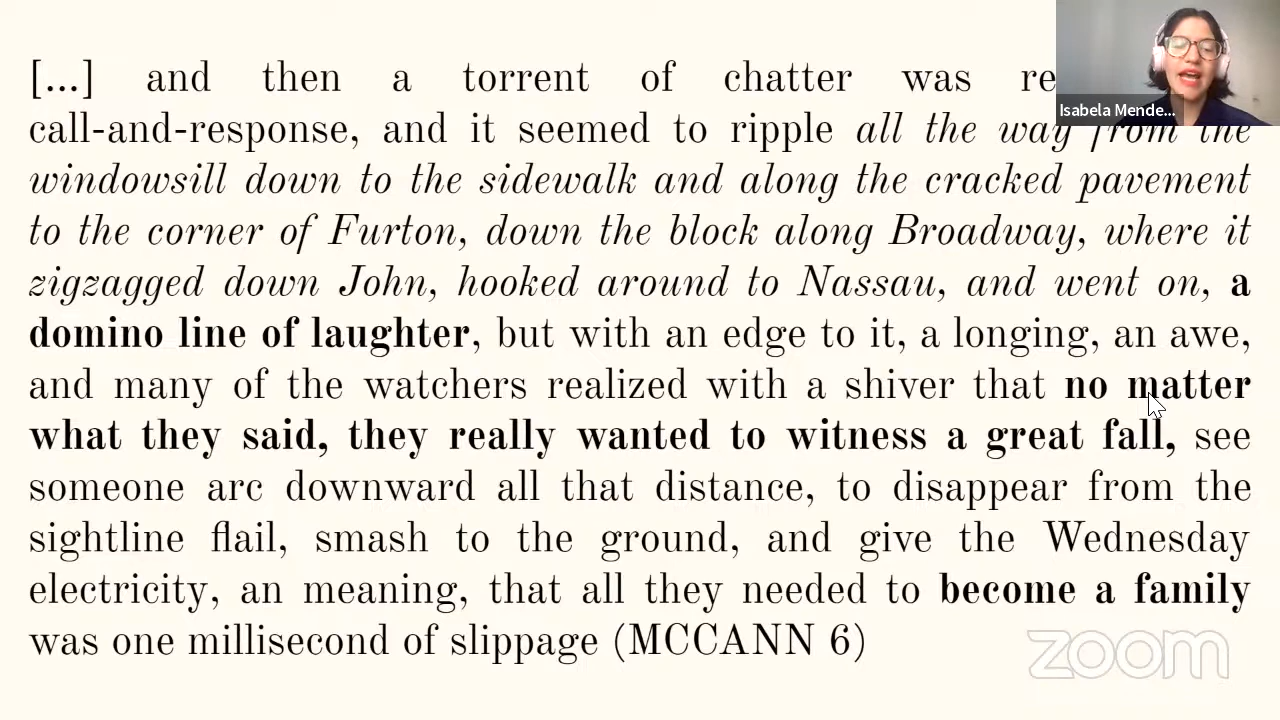 [...] and then a torrent of chatter was
call-and-response, and it seemed to ripple all the way from the
windowsill down to the sidewalk and along the cracked pavement
to the corner of Furton, down the block along Broadway, where it
zigzagged down John, hooked around to Nassau, and went on, a
domino line of laughter, but with an edge to it, a longing, an awe,
and many of the watchers realized with a shiver that no matter
what they said, they really wanted to witness a great fall, see
someone arc downward all that distance, to disappear from the
sightline flail, smash to the ground, and give the Wednesday
electricity, an meaning, that all they needed to become a family
was one millisecond of slippage (MCCANN 6)
Isabela Mende...
zoom